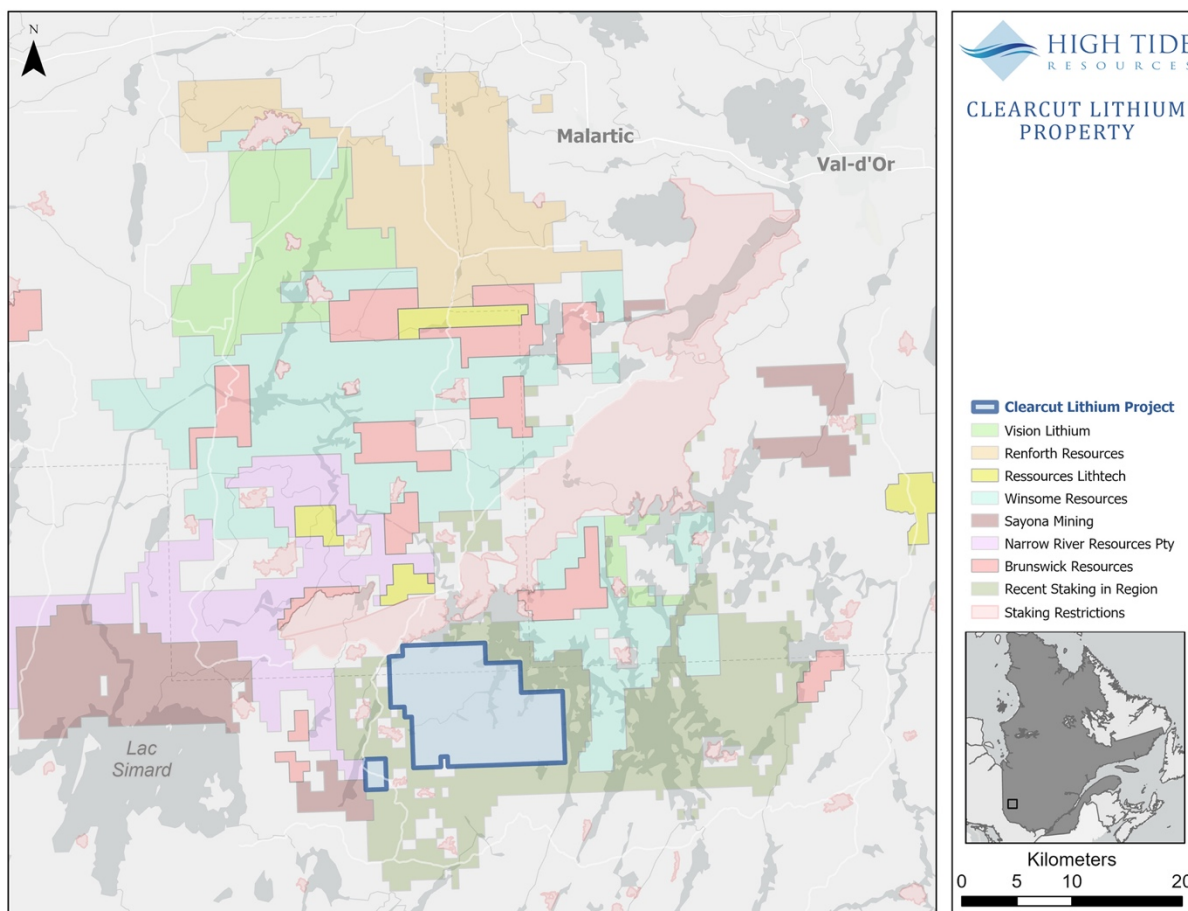 N
Malartic
Val-d'Or
Lac
Simard
HIGH TIDE
RESOURCES
CLEARCUT LITHIUM
PROPERTY
Clearcut Lithium Project
Vision Lithium
Renforth Resources
Ressources Lithtech
Winsome Resources
Sayona Mining
Narrow River Resources Pty
Brunswick Resources
Recent Staking in Region
Staking Restrictions
Kilometers
0 5 10 20